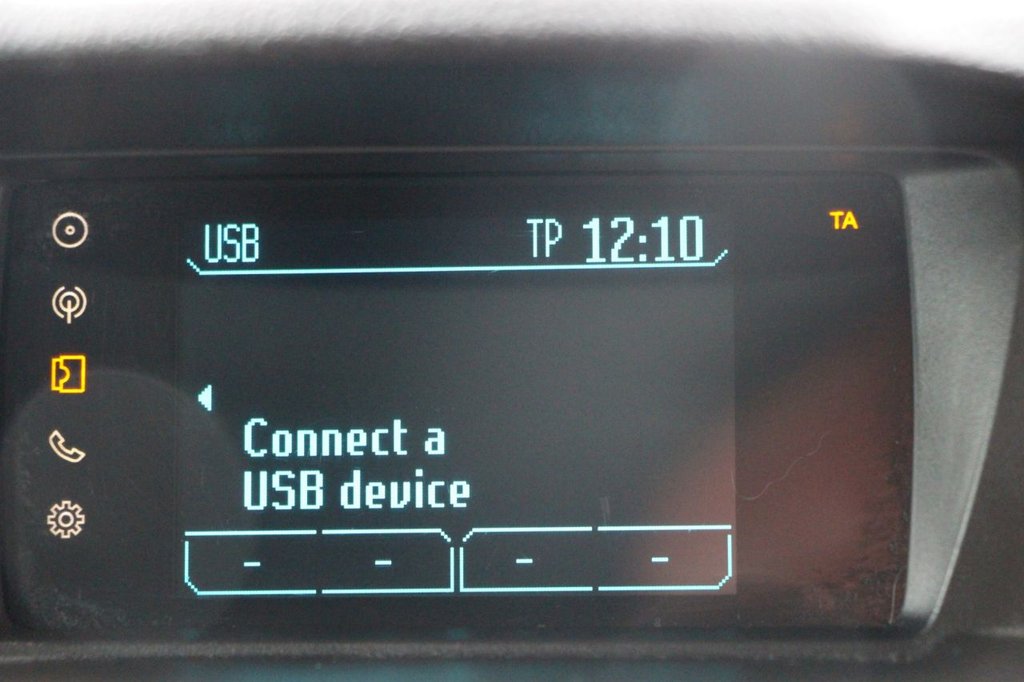 USB TP 12:10 TA
Connect a
USB device
- - - -